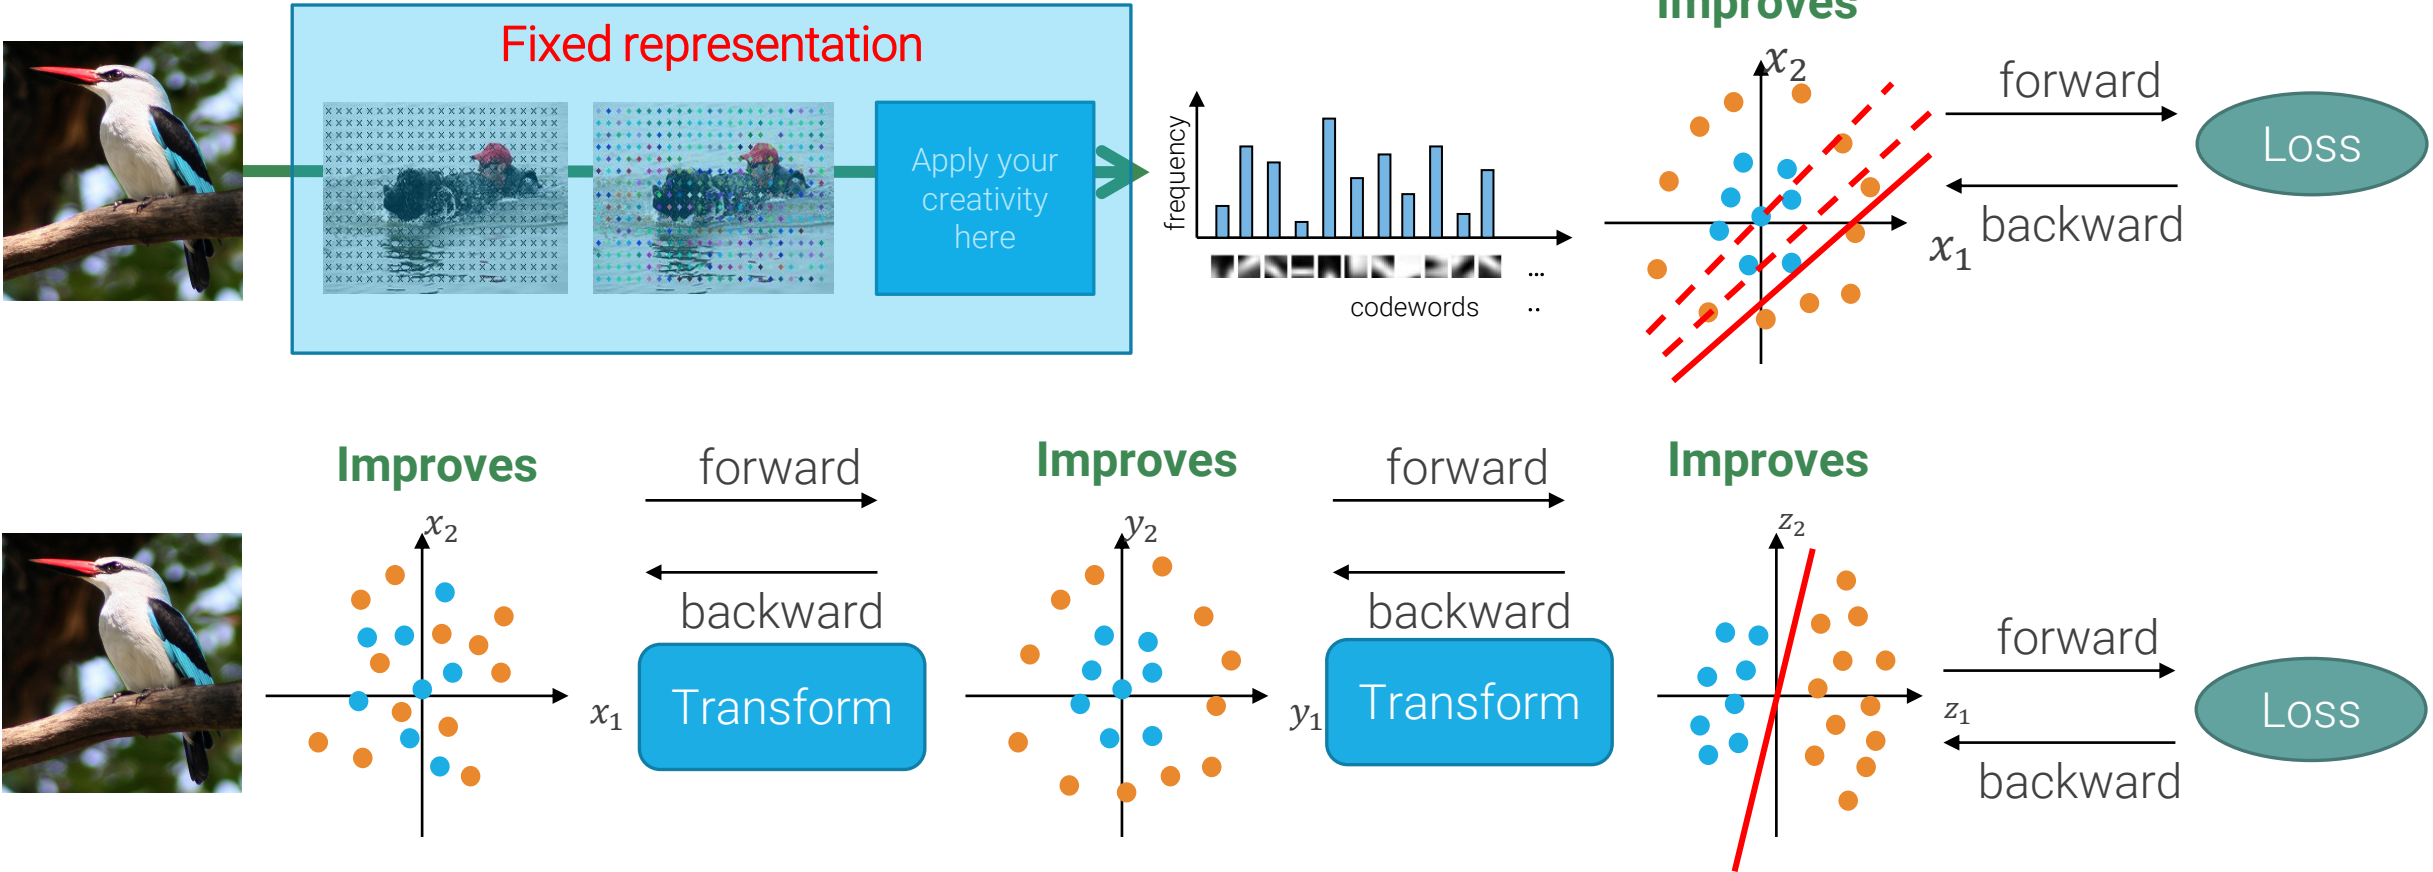 Improves
Fixed representation
Apply your
creativity
here
frequency
codewords
...
..
x₂
x₁
forward
backward
Loss
Improves
x₂
x₁
forward
backward
Transform
Improves
y₂
y₁
forward
backward
Transform
Improves
z₂
z₁
forward
backward
Loss